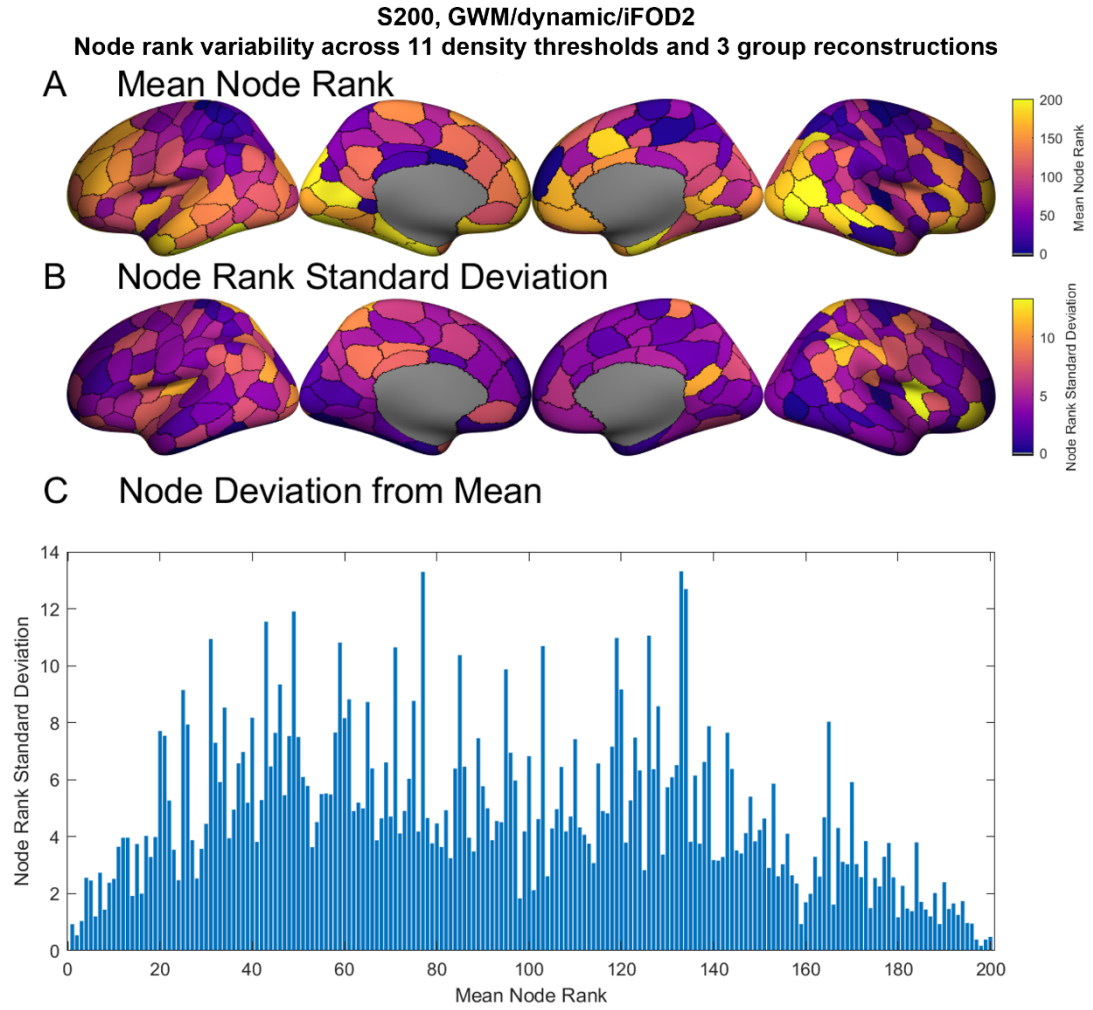 S200, GWM/dynamic/iFOD2
Node rank variability across 11 density thresholds and 3 group reconstructions
A Mean Node Rank
200
150
100
50
0
Mean Node Rank
B Node Rank Standard Deviation
10
5
0
Node Rank Standard Deviation
C Node Deviation from Mean
14
12
10
8
6
4
2
0
Node Rank Standard Deviation
0 20 40 60 80 100 120 140 160 180 200
Mean Node Rank